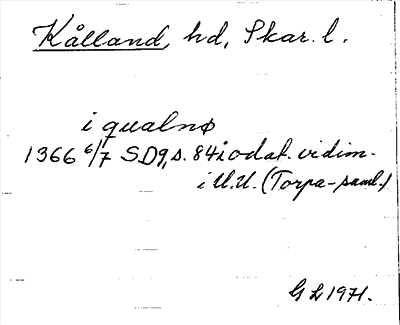 Kålland, hd, Skar. l.
i qualnø
1366 6/7 SD9, s. 84 i odat. vidim.
i U.U. (Torpa-saml.)
G L 1971.